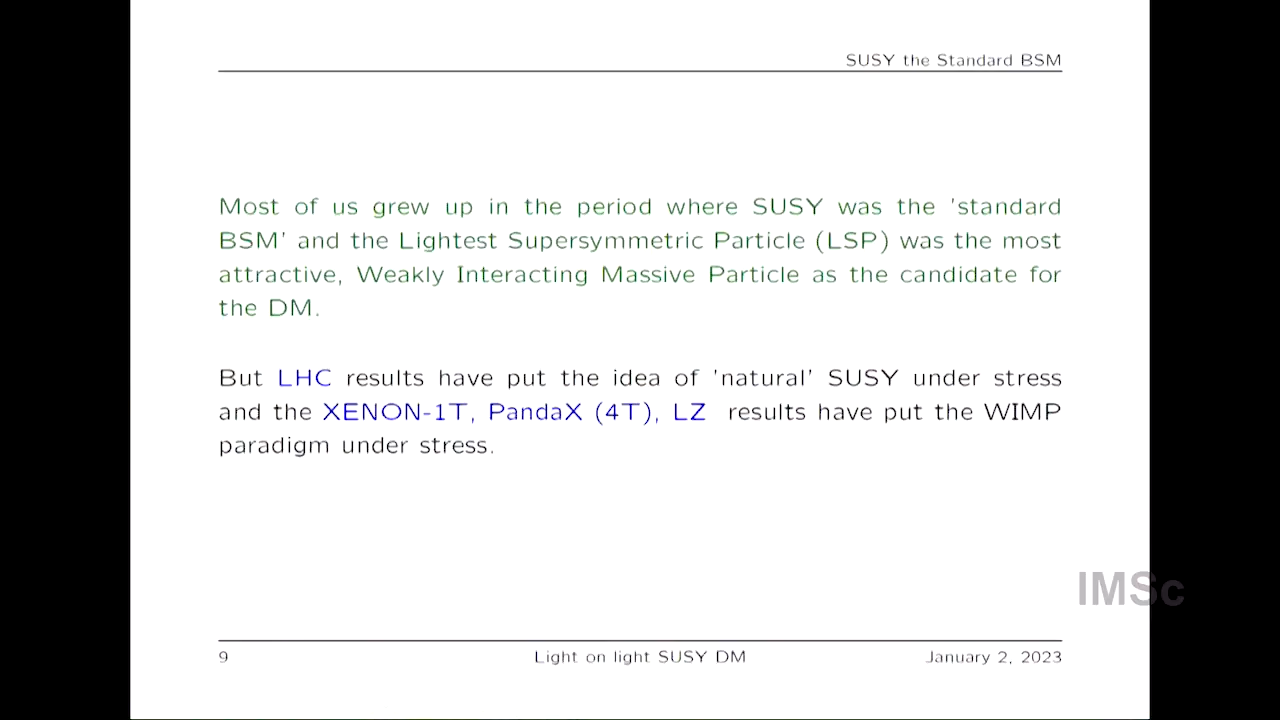 SUSY the Standard BSM
Most of us grew up in the period where SUSY was the 'standard
BSM' and the Lightest Supersymmetric Particle (LSP) was the most
attractive, Weakly Interacting Massive Particle as the candidate for
the DM.
But LHC results have put the idea of 'natural' SUSY under stress
and the XENON-1T, PandaX (4T), LZ results have put the WIMP
paradigm under stress.
IMSc
9 Light on light SUSY DM January 2, 2023